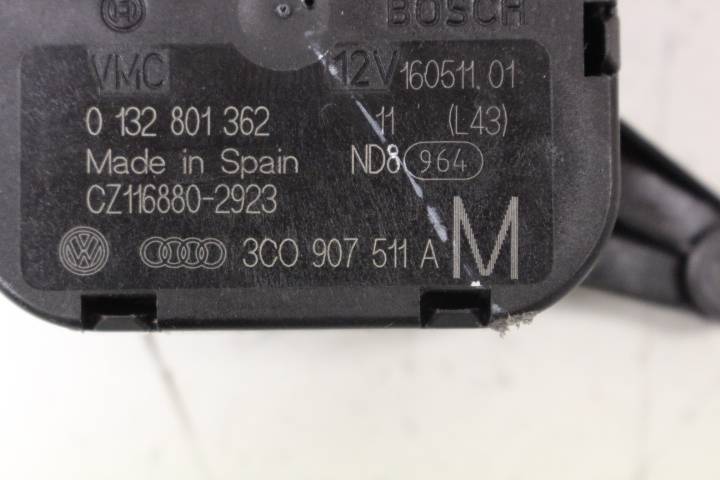 BOSCH
VMC 12V 160511.01
0 132 801 362 11 (L43)
Made in Spain ND8 964
CZ116880-2923
VW 3C0 907 511 A M